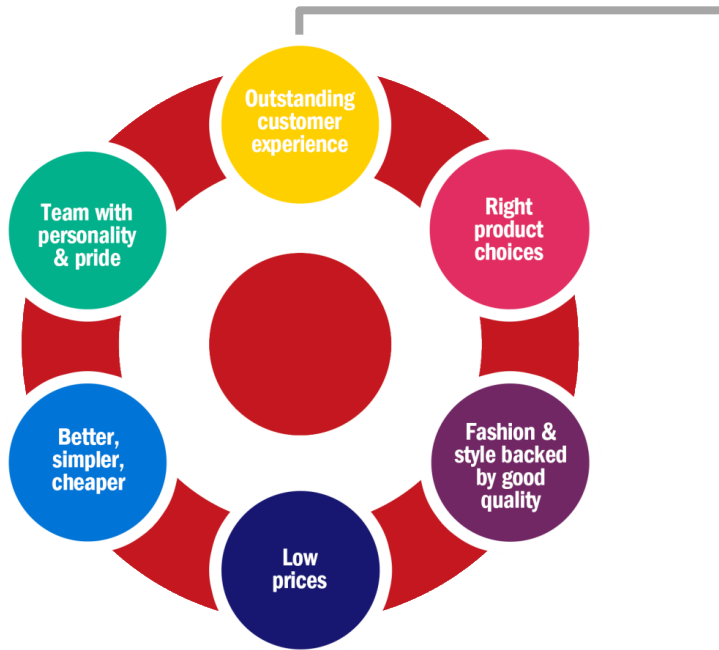 Outstanding
customer
experience
Right
product
choices
Fashion &
style backed
by good
quality
Low
prices
Better,
simpler,
cheaper
Team with
personality
& pride